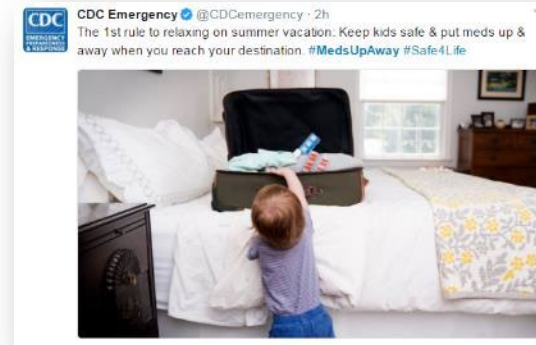 CDC
EMERGENCY
PREPAREDNESS
& RESPONSE
CDC Emergency @CDCemergency · 2h
The 1st rule to relaxing on summer vacation: Keep kids safe & put meds up &
away when you reach your destination. #MedsUpAway #Safe4Life